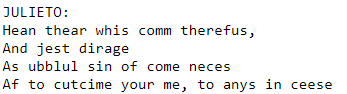 JULIETO:
Hean thear whis comm therefus,
And jest dirage
As ubblul sin of come neces
Af to cutcime your me, to anys in ceese